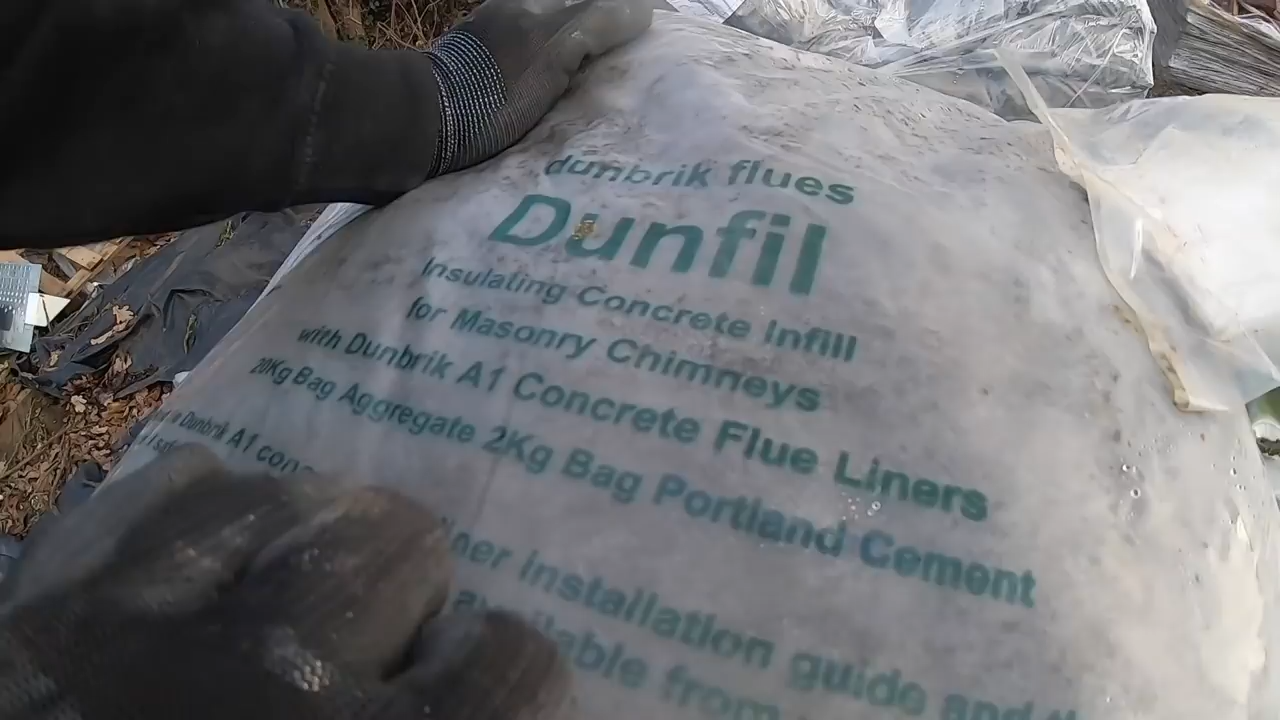 dunbrik flues
Dunfil
Insulating Concrete Infill
for Masonry Chimneys
with Dunbrik A1 Concrete Flue Liners
20Kg Bag Aggregate 2Kg Bag Portland Cement
Dunbrik A1
installation guide and
from